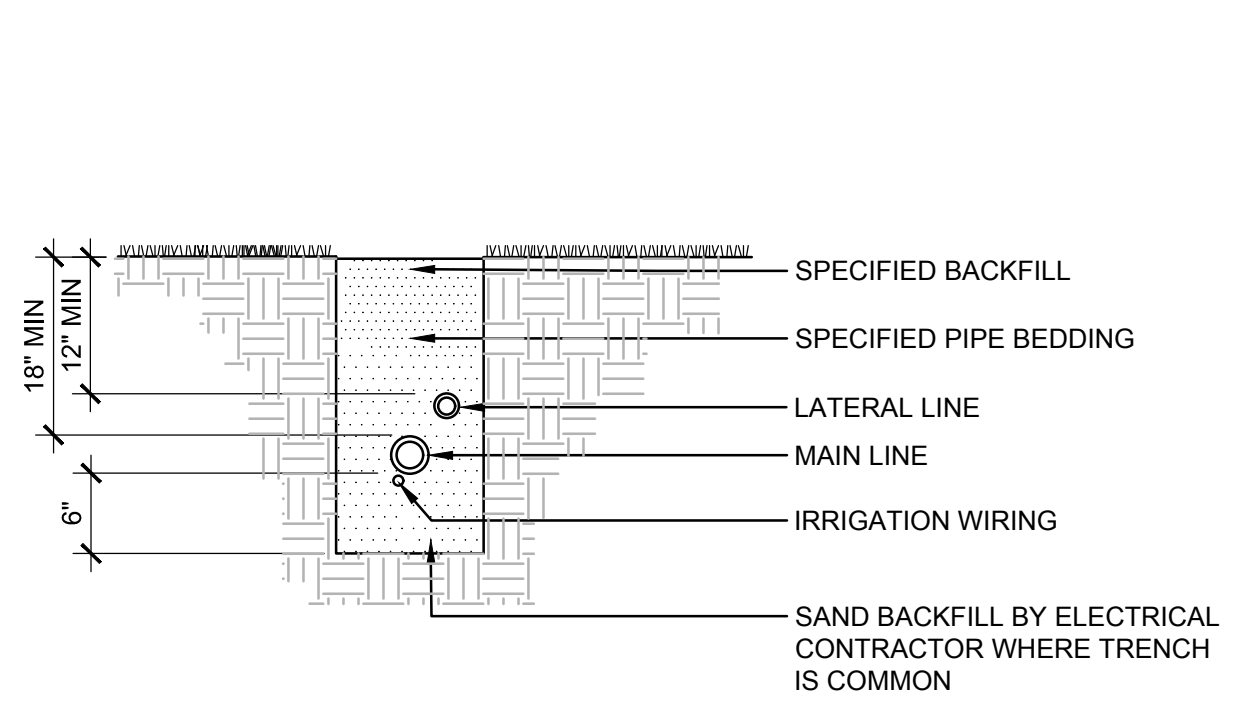 SPECIFIED BACKFILL
SPECIFIED PIPE BEDDING
LATERAL LINE
MAIN LINE
IRRIGATION WIRING
SAND BACKFILL BY ELECTRICAL
CONTRACTOR WHERE TRENCH
IS COMMON
18" MIN
12" MIN
6"